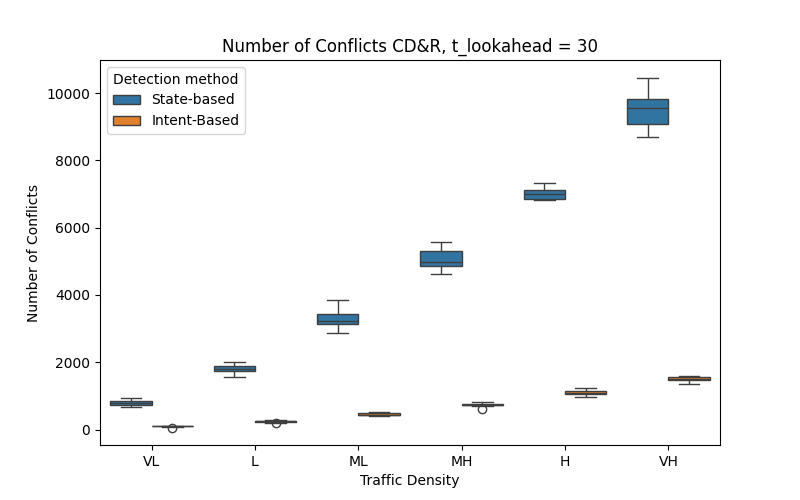 Number of Conflicts CD&R, t_lookahead = 30
Detection method
State-based
Intent-Based
10000
8000
6000
4000
2000
0
Number of Conflicts
VL L ML MH H VH
Traffic Density